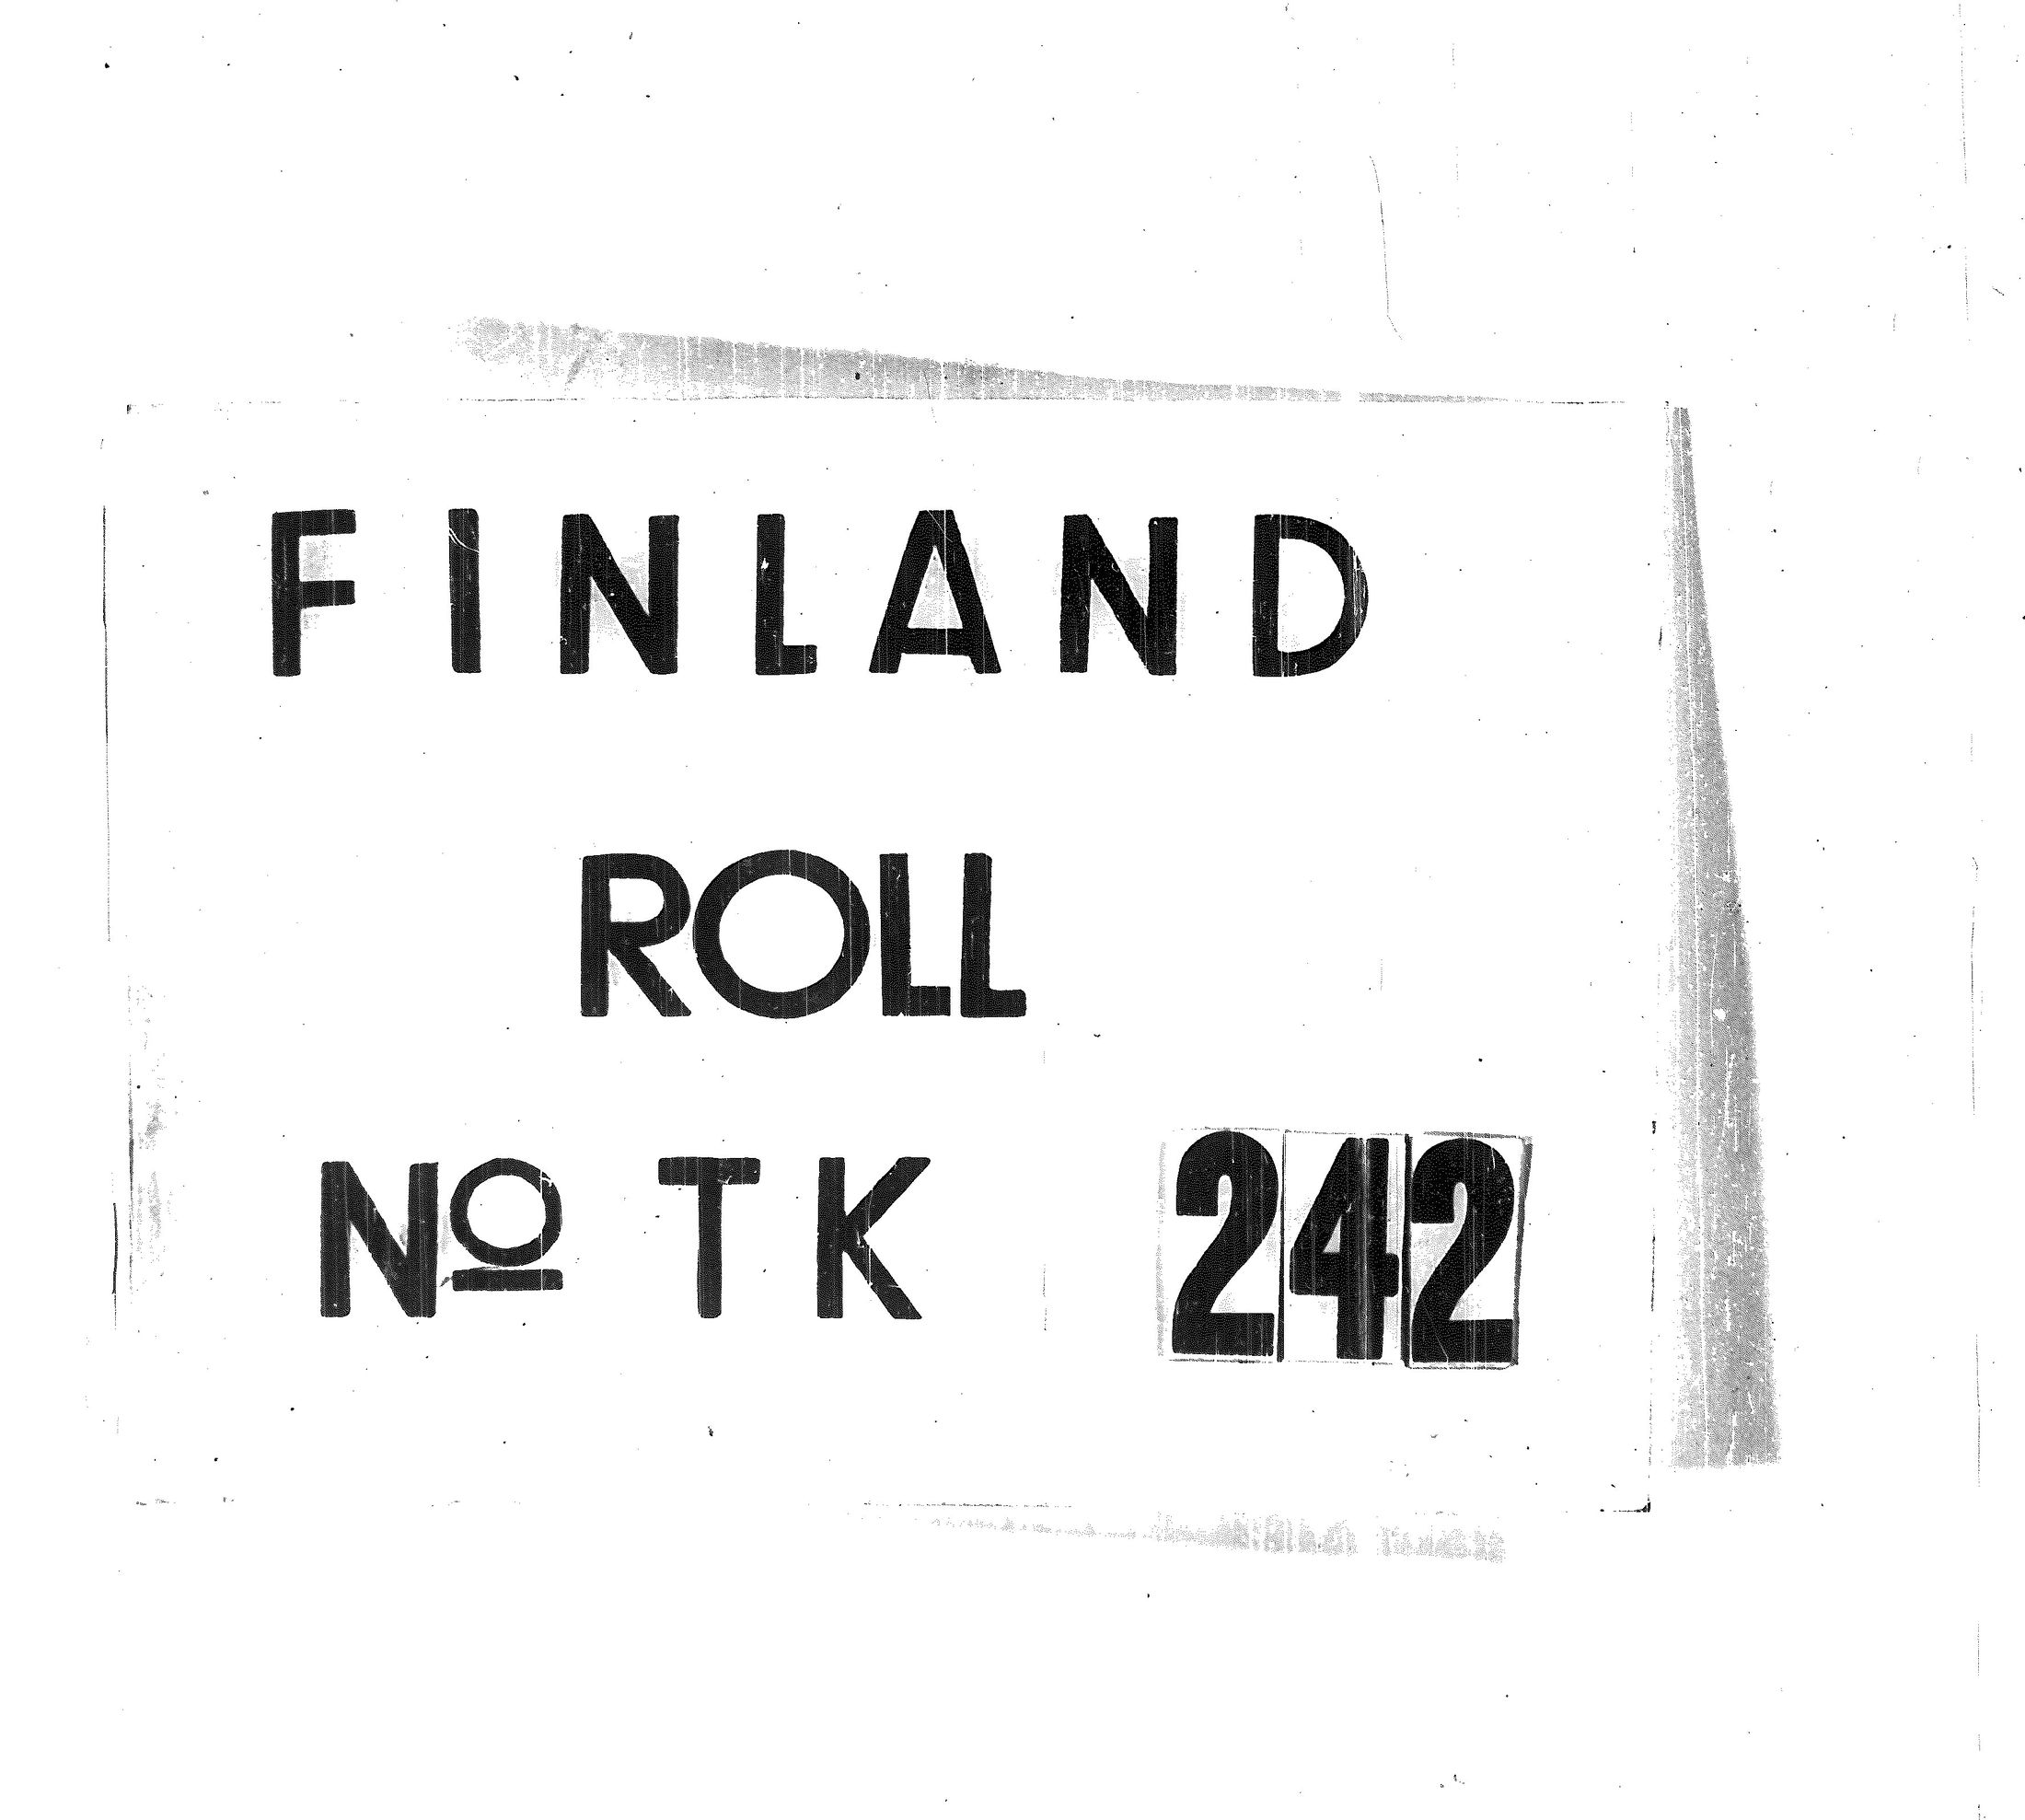 FINLAND
ROLL
Nº TK 242